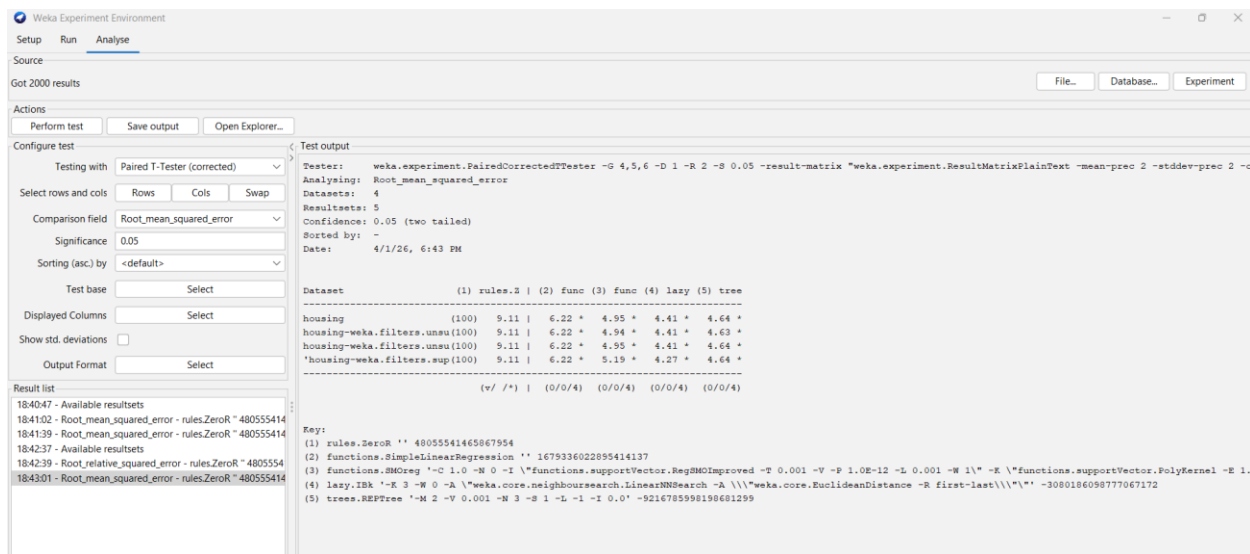 Weka Experiment Environment
Setup Run Analyse
Source
Got 2000 results
File... Database... Experiment
Actions
Perform test Save output Open Explorer...
Configure test
Testing with Paired T-Tester (corrected)
Select rows and cols Rows Cols Swap
Comparison field Root_mean_squared_error
Significance 0.05
Sorting (asc.) by <default>
Test base Select
Displayed Columns Select
Show std. deviations
Output Format Select
Result list
18:40:47 - Available resultsets
18:41:02 - Root_mean_squared_error - rules.ZeroR '' 480555414
18:41:39 - Root_mean_squared_error - rules.ZeroR '' 480555414
18:42:37 - Available resultsets
18:42:39 - Root_relative_squared_error - rules.ZeroR '' 4805554
18:43:01 - Root_mean_squared_error - rules.ZeroR '' 480555414
Test output
Tester: weka.experiment.PairedCorrectedTTester -G 4,5,6 -D 1 -R 2 -S 0.05 -result-matrix "weka.experiment.ResultMatrixPlainText -mean-prec 2 -stddev-prec 2 -c
Analysing: Root_mean_squared_error
Datasets: 4
Resultsets: 5
Confidence: 0.05 (two tailed)
Sorted by: -
Date: 4/1/26, 6:43 PM
Dataset (1) rules.Z | (2) func (3) func (4) lazy (5) tree
--------------------------------------------------------------------------
housing (100) 9.11 | 6.22 * 4.95 * 4.41 * 4.64 *
housing-weka.filters.unsu(100) 9.11 | 6.22 * 4.94 * 4.41 * 4.63 *
housing-weka.filters.unsu(100) 9.11 | 6.22 * 4.95 * 4.41 * 4.64 *
'housing-weka.filters.sup(100) 9.11 | 6.22 * 5.19 * 4.27 * 4.64 *
--------------------------------------------------------------------------
(v/ /*) | (0/0/4) (0/0/4) (0/0/4) (0/0/4)
Key:
(1) rules.ZeroR '' 48055541465867954
(2) functions.SimpleLinearRegression '' 1679336022895414137
(3) functions.SMOreg '-C 1.0 -N 0 -I \"functions.supportVector.RegSMOImproved -T 0.001 -V -P 1.0E-12 -L 0.001 -W 1\" -K \"functions.supportVector.PolyKernel -E 1.
(4) lazy.IBk '-K 3 -W 0 -A \"weka.core.neighboursearch.LinearNNSearch -A \\\"weka.core.EuclideanDistance -R first-last\\\"\"' -3080186098777067172
(5) trees.REPTree '-M 2 -V 0.001 -N 3 -S 1 -L -1 -I 0.0' -9216785998198681299